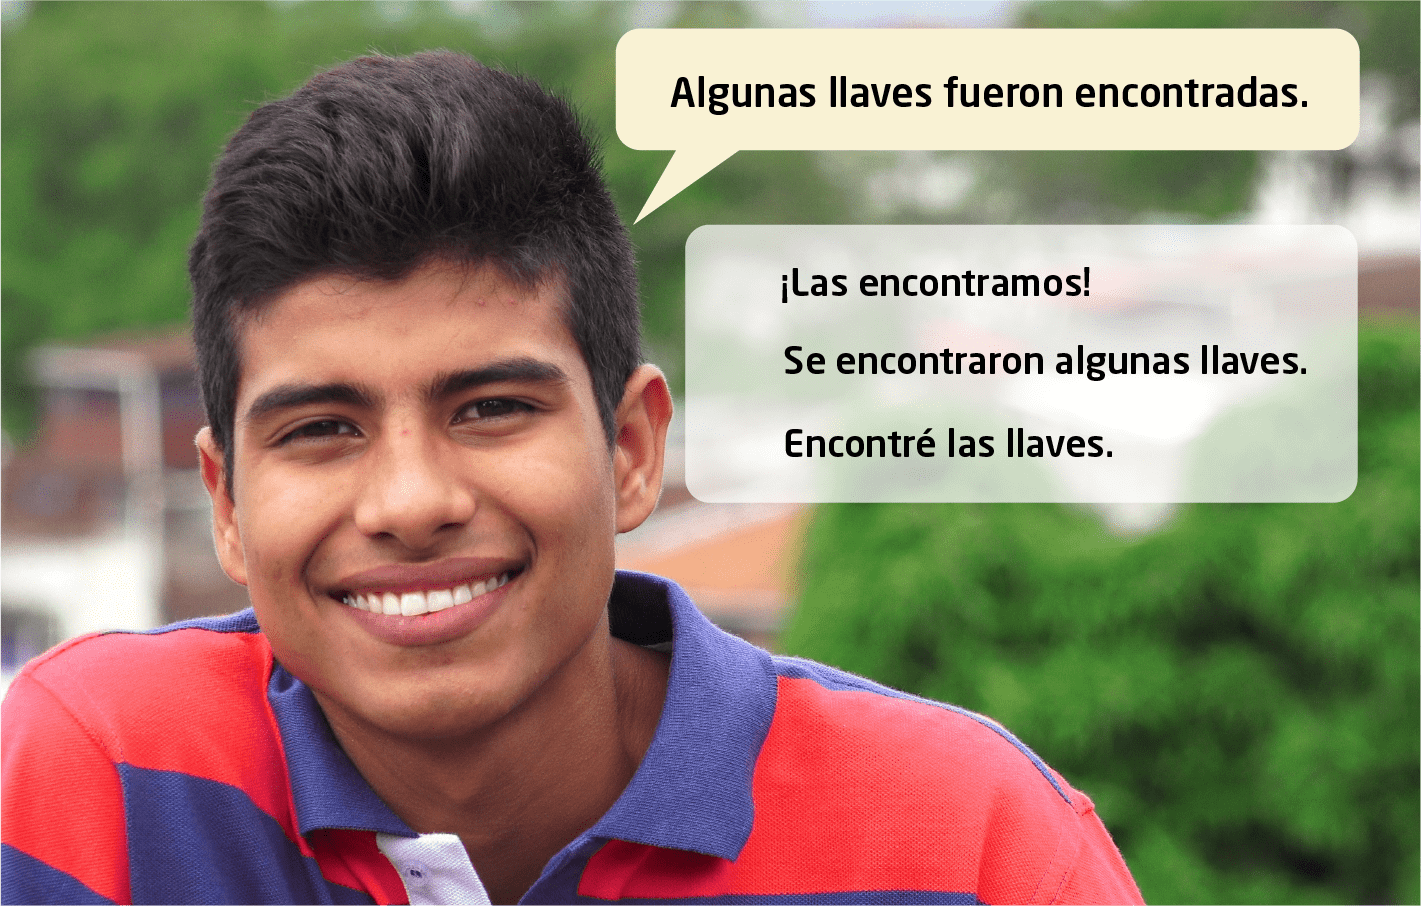 Algunas llaves fueron encontradas.
¡Las encontramos!
Se encontraron algunas llaves.
Encontré las llaves.